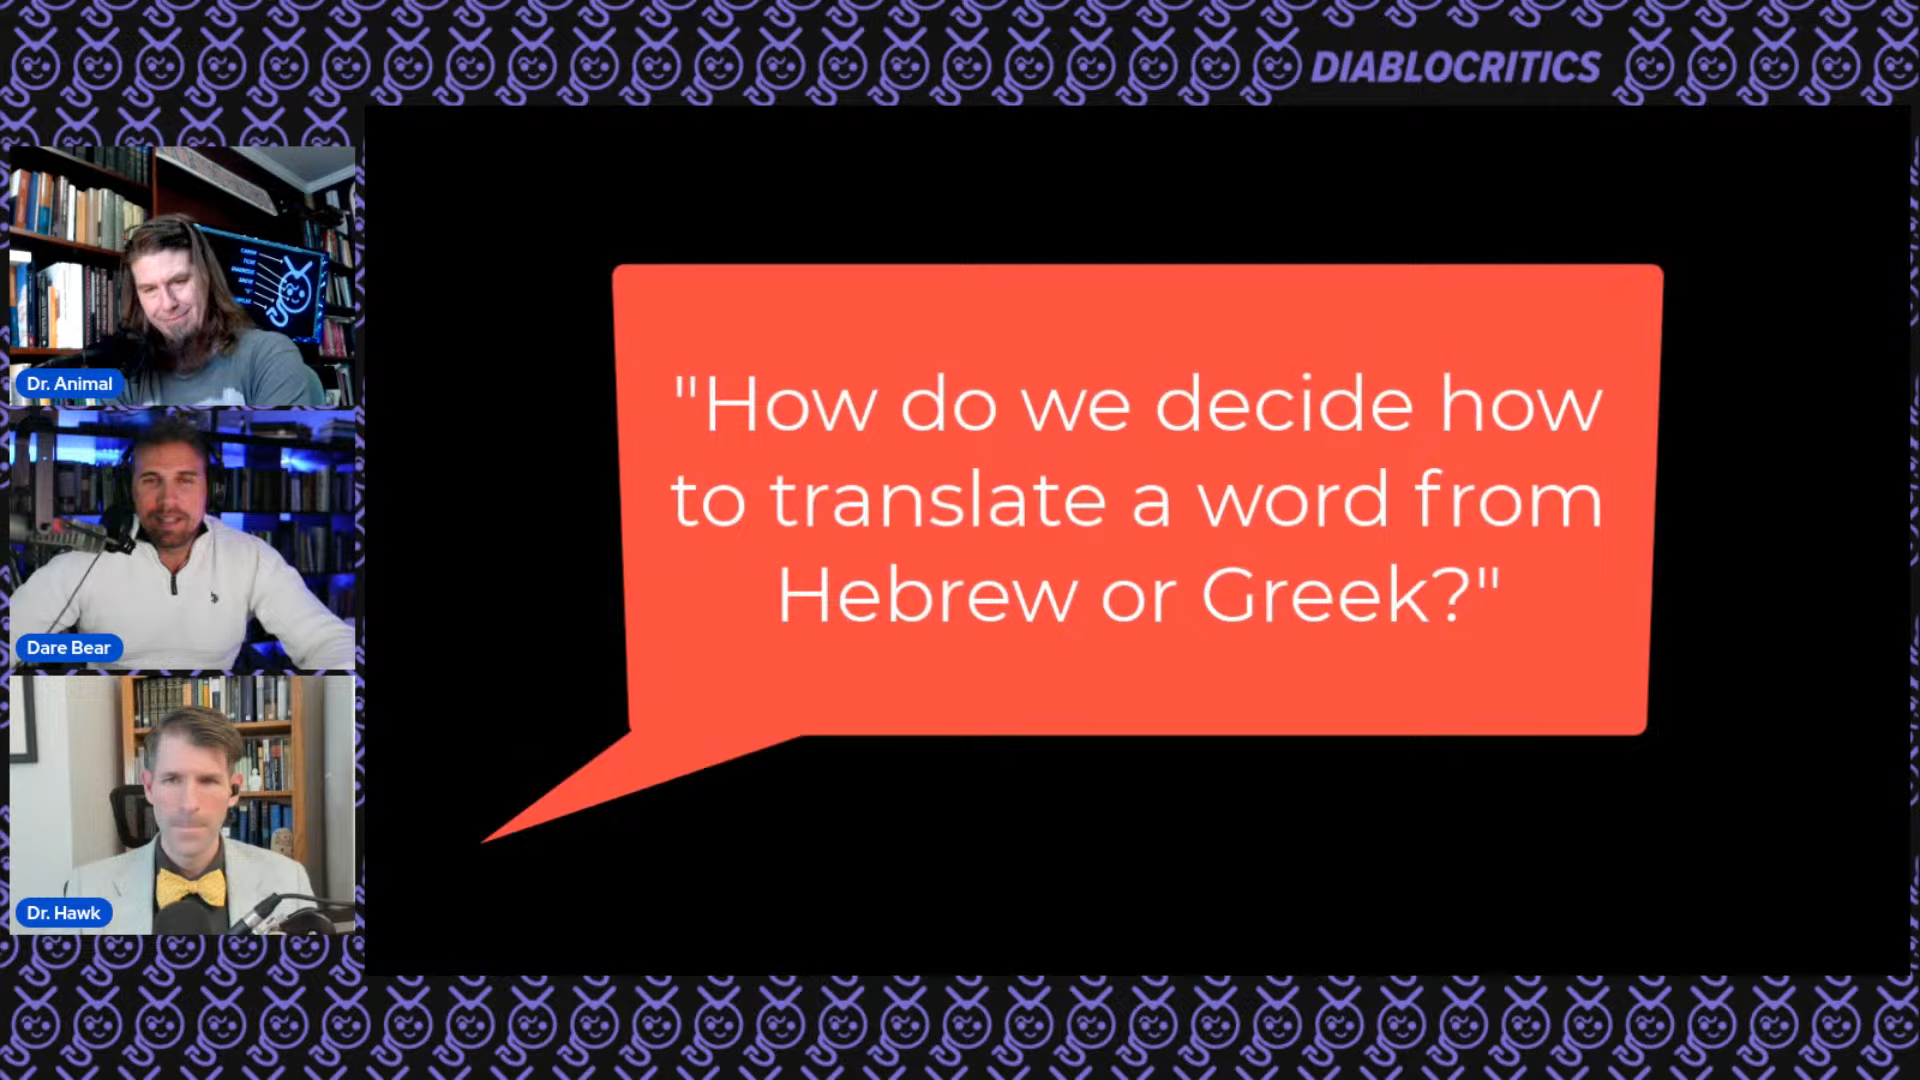 DIABLOCRITICS
Dr. Animal
Dare Bear
Dr. Hawk
"How do we decide how
to translate a word from
Hebrew or Greek?"